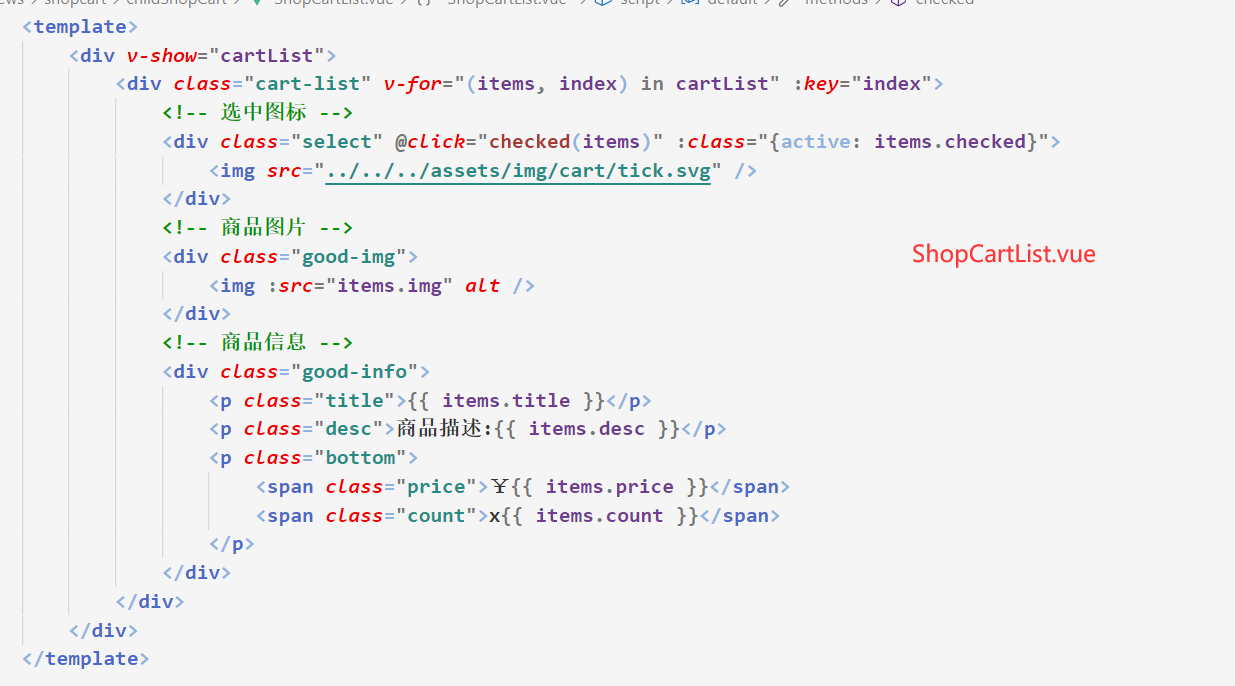 ews > shopcart > childShopCart > ShopCartList.vue > {} "ShopCartList.vue" > script > default > methods > checked
<template>
<div v-show="cartList">
<div class="cart-list" v-for="(items, index) in cartList" :key="index">
<!-- 选中图标 -->
<div class="select" @click="checked(items)" :class="{active: items.checked}">
<img src="../../../assets/img/cart/tick.svg" />
</div>
<!-- 商品图片 -->
<div class="good-img">
ShopCartList.vue
<img :src="items.img" alt />
</div>
<!-- 商品信息 -->
<div class="good-info">
<p class="title">{{ items.title }}</p>
<p class="desc">商品描述:{{ items.desc }}</p>
<p class="bottom">
<span class="price">¥{{ items.price }}</span>
<span class="count">x{{ items.count }}</span>
</p>
</div>
</div>
</div>
</template>